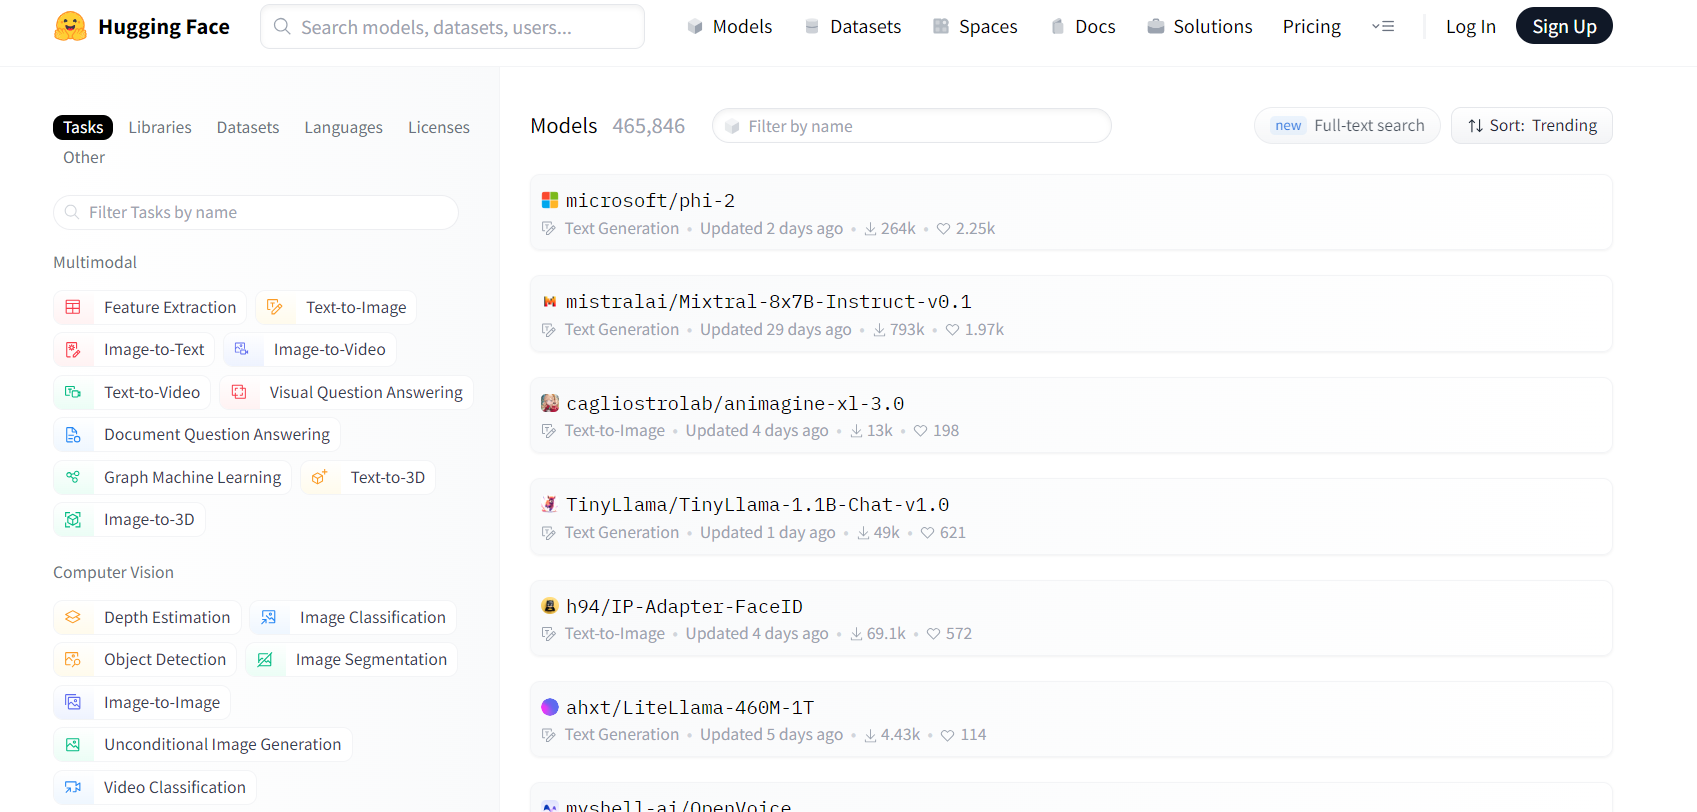 Hugging Face
Search models, datasets, users...
Models
Datasets
Spaces
Docs
Solutions
Pricing
Log In
Sign Up
Tasks
Libraries
Datasets
Languages
Licenses
Other
Filter Tasks by name
Multimodal
Feature Extraction
Text-to-Image
Image-to-Text
Image-to-Video
Text-to-Video
Visual Question Answering
Document Question Answering
Graph Machine Learning
Text-to-3D
Image-to-3D
Computer Vision
Depth Estimation
Image Classification
Object Detection
Image Segmentation
Image-to-Image
Unconditional Image Generation
Video Classification
Models 465,846
Filter by name
new Full-text search
Sort: Trending
microsoft/phi-2
Text Generation • Updated 2 days ago • 264k • 2.25k
mistralai/Mixtral-8x7B-Instruct-v0.1
Text Generation • Updated 29 days ago • 793k • 1.97k
cagliostrolab/animagine-xl-3.0
Text-to-Image • Updated 4 days ago • 13k • 198
TinyLlama/TinyLlama-1.1B-Chat-v1.0
Text Generation • Updated 1 day ago • 49k • 621
h94/IP-Adapter-FaceID
Text-to-Image • Updated 4 days ago • 69.1k • 572
ahxt/LiteLlama-460M-1T
Text Generation • Updated 5 days ago • 4.43k • 114
myshell-ai/OpenVoice